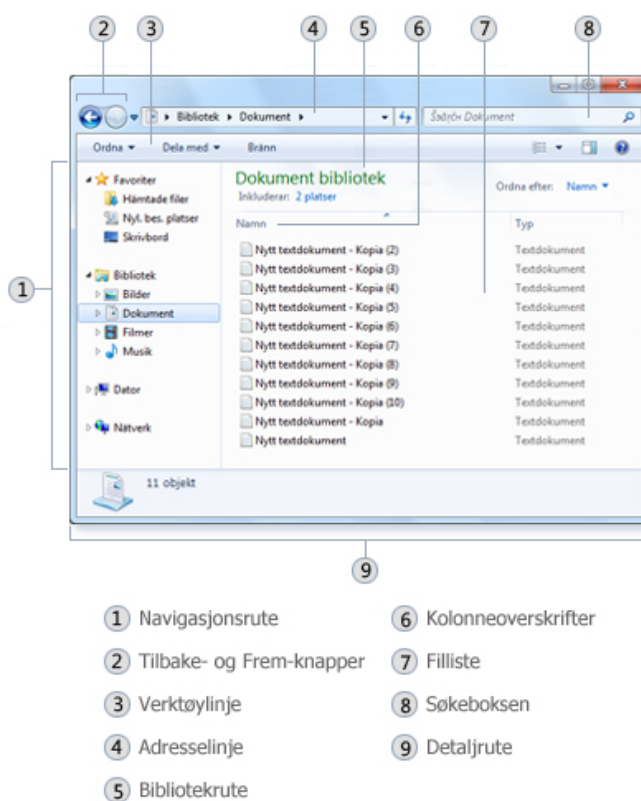 2 3 4 5 6 7 8
Bibliotek Dokument Dokument
Ordna Dela med Bränn
Favoriter
Hämtade filer
Nyl. bes. platser
Skrivbord
Bibliotek
Bilder
Dokument
Filmer
Musik
Dator
Nätverk
1
Dokument bibliotek
Inkluderar: 2 platser
Ordna efter: Namn
Namn Typ
Nytt textdokument - Kopia (2) Textdokument
Nytt textdokument - Kopia (3) Textdokument
Nytt textdokument - Kopia (4) Textdokument
Nytt textdokument - Kopia (5) Textdokument
Nytt textdokument - Kopia (6) Textdokument
Nytt textdokument - Kopia (7) Textdokument
Nytt textdokument - Kopia (8) Textdokument
Nytt textdokument - Kopia (9) Textdokument
Nytt textdokument - Kopia (10) Textdokument
Nytt textdokument - Kopia Textdokument
Nytt textdokument Textdokument
11 objekt
9
1 Navigasjonsrute
2 Tilbake- og Frem-knapper
3 Verktøylinje
4 Adresselinje
5 Bibliotekrute
6 Kolonneoverskrifter
7 Filliste
8 Søkeboksen
9 Detaljrute